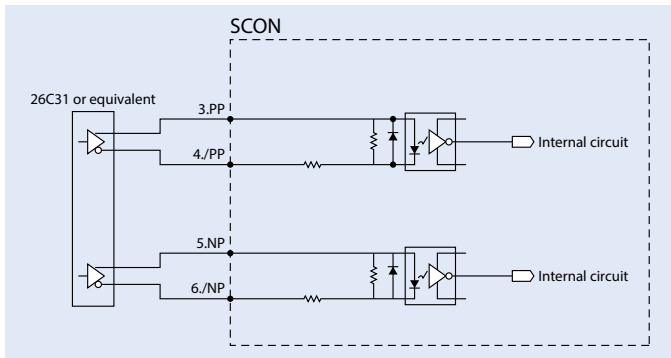 SCON
26C31 or equivalent
3.PP
4./PP
Internal circuit
5.NP
6./NP
Internal circuit